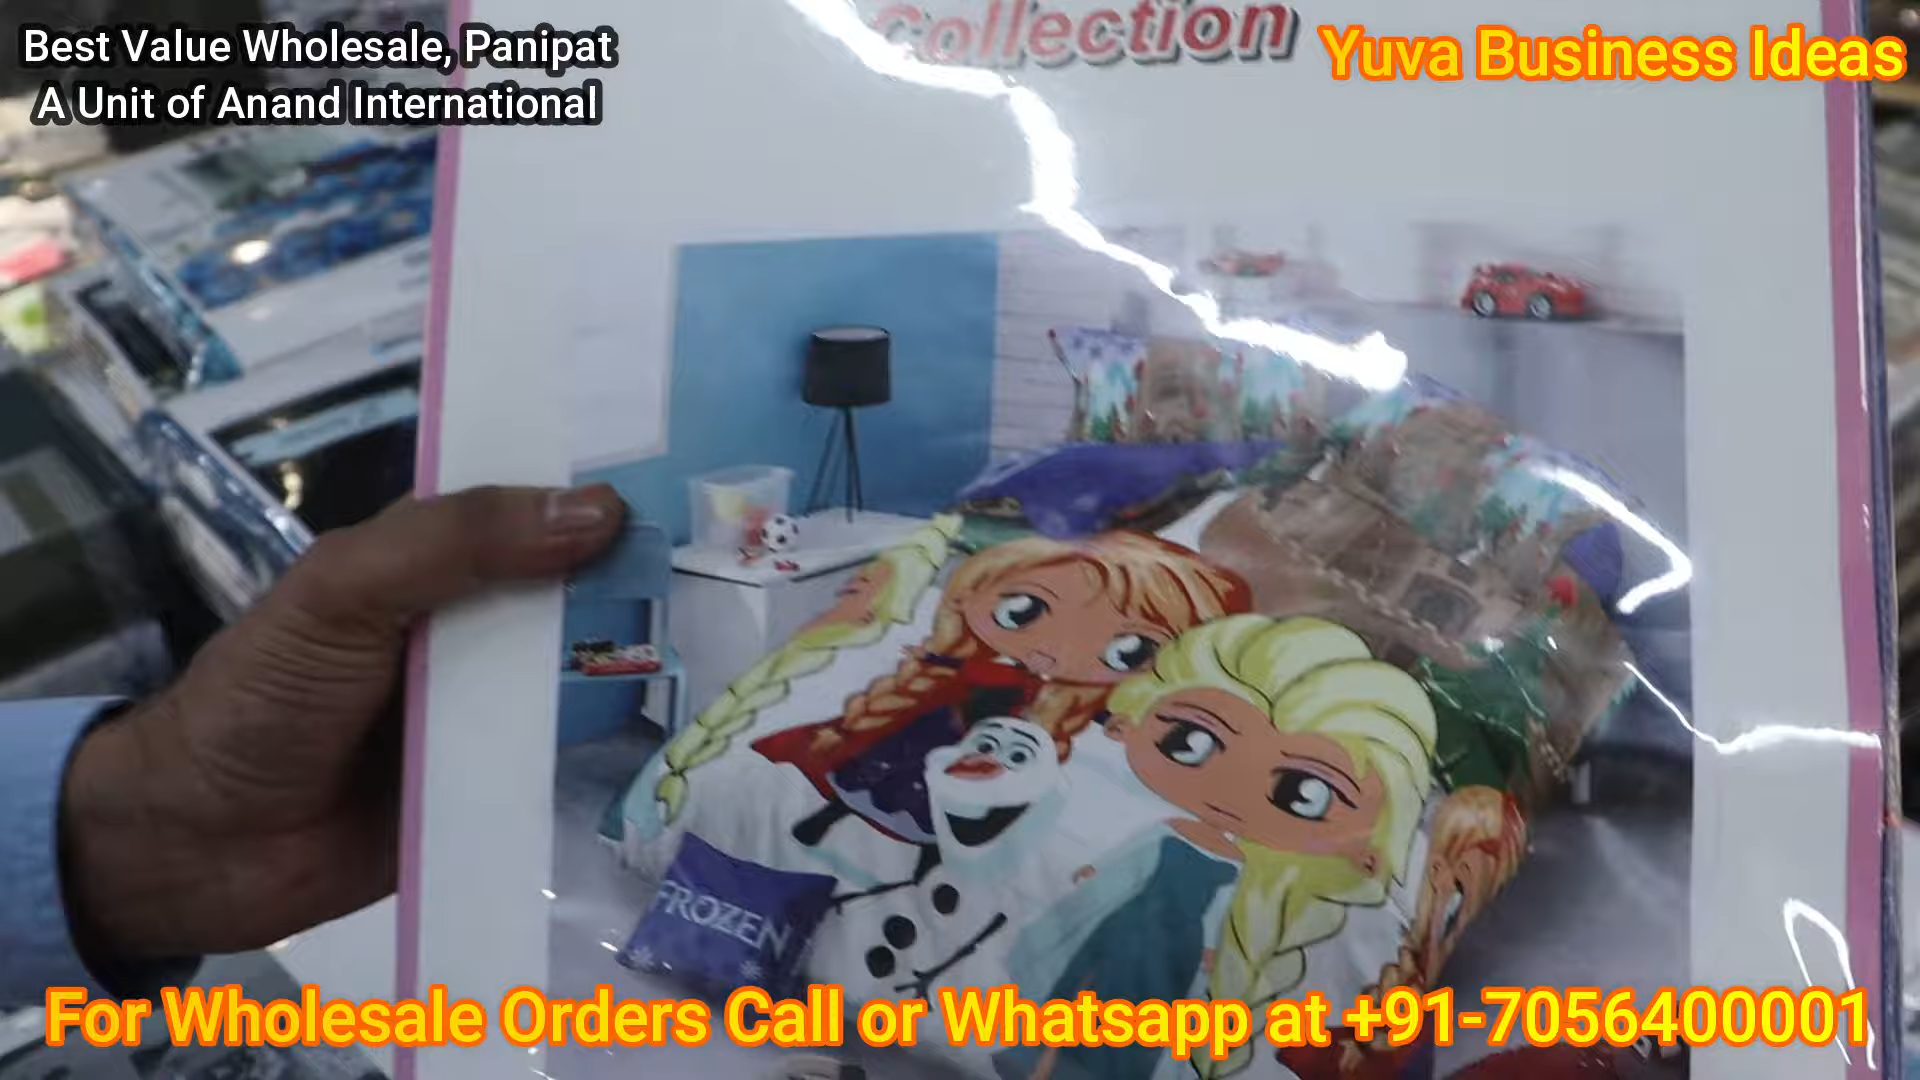 Best Value Wholesale, Panipat
A Unit of Anand International
Collection
Yuva Business Ideas
FROZEN
For Wholesale Orders Call or Whatsapp at +91-7056400001